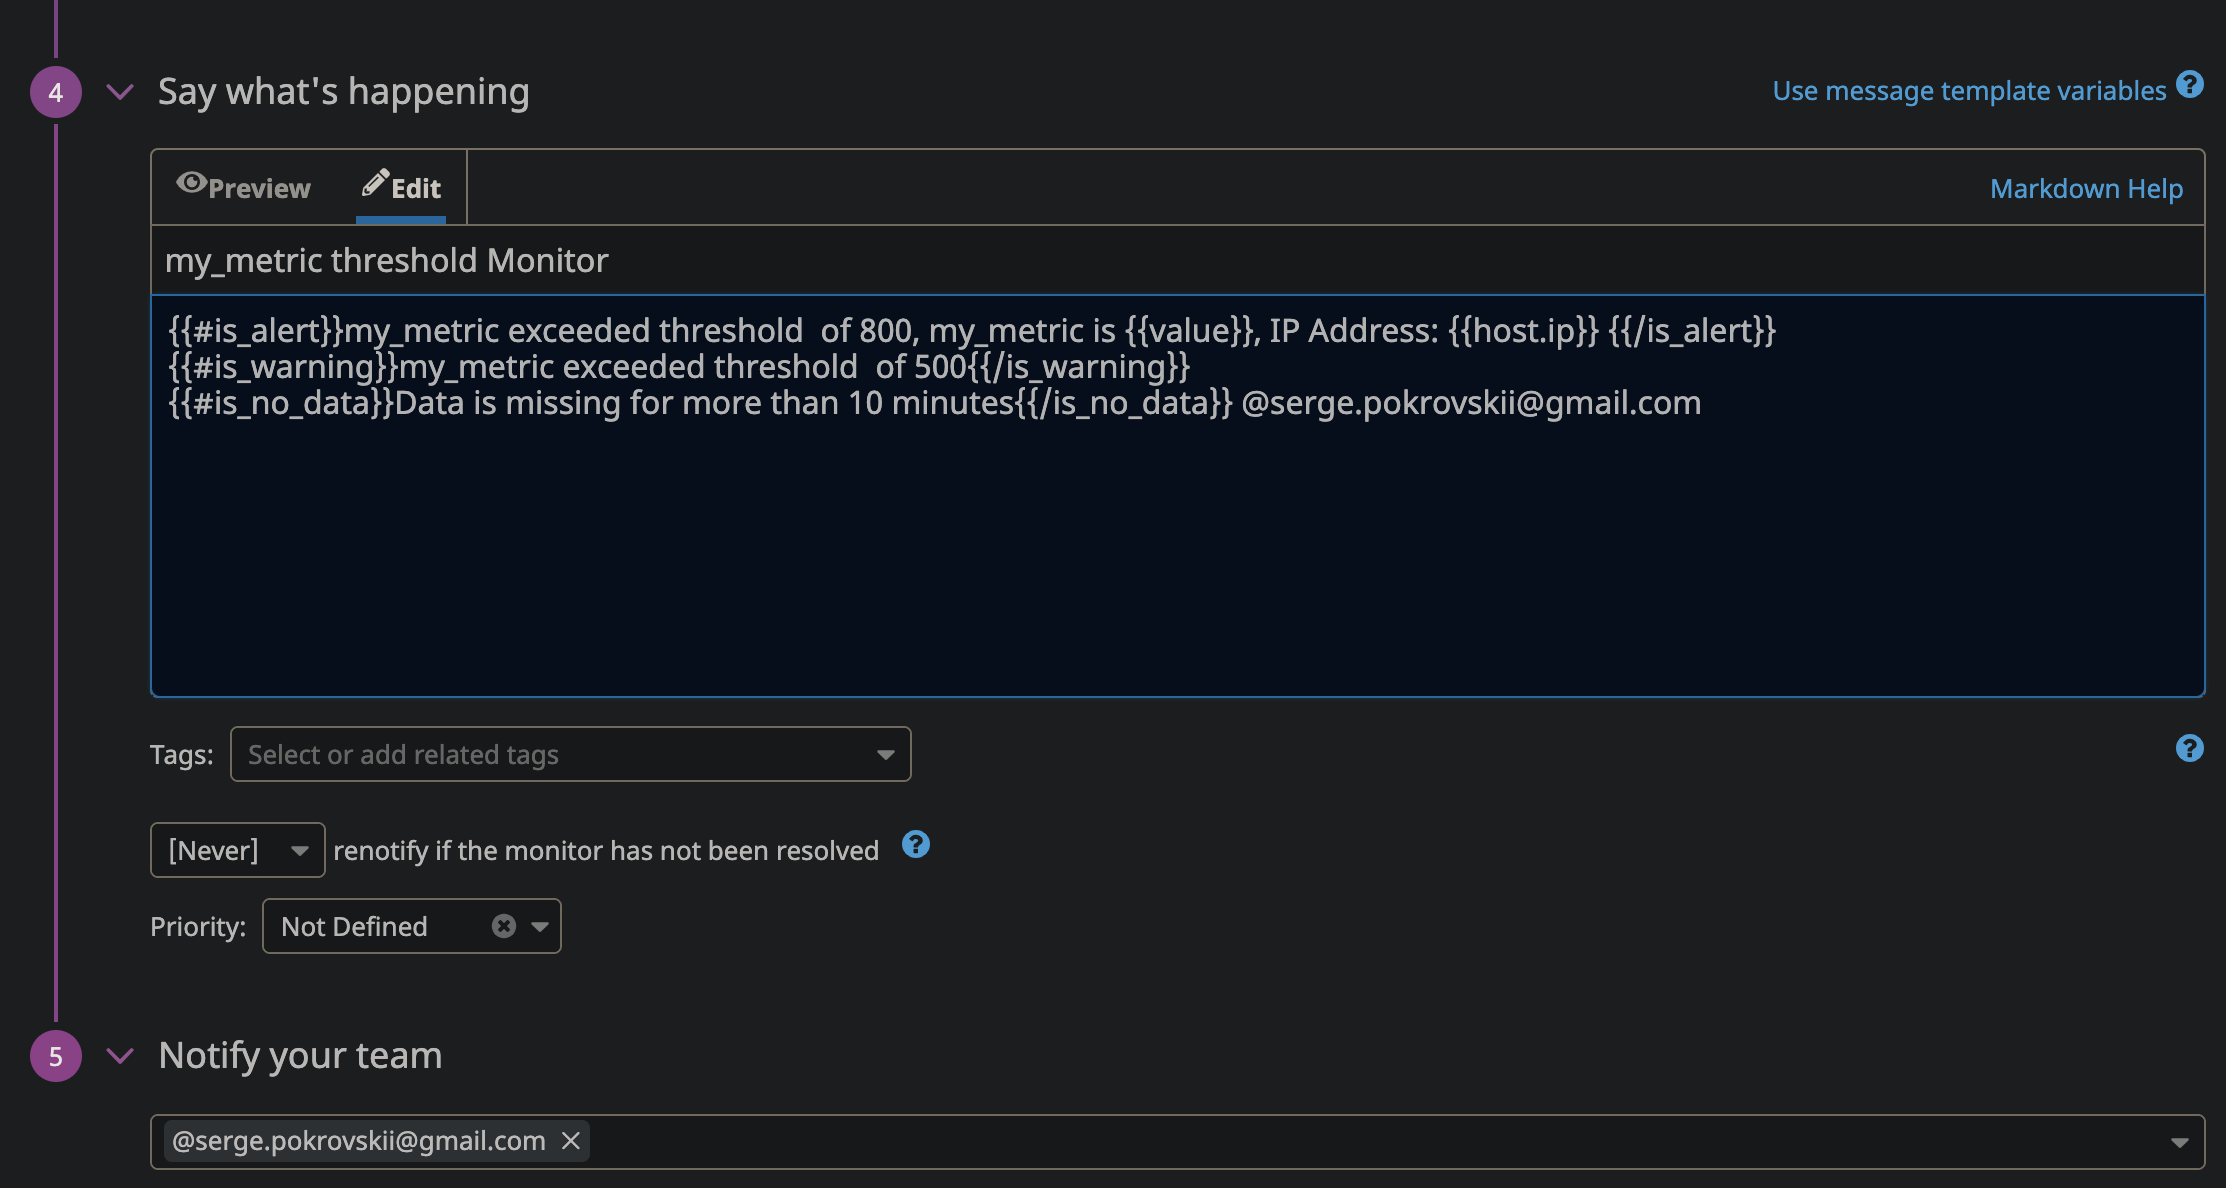 4 Say what's happening Use message template variables ?
Preview Edit Markdown Help
my_metric threshold Monitor
{{#is_alert}}my_metric exceeded threshold  of 800, my_metric is {{value}}, IP Address: {{host.ip}} {{/is_alert}}
{{#is_warning}}my_metric exceeded threshold  of 500{{/is_warning}}
{{#is_no_data}}Data is missing for more than 10 minutes{{/is_no_data}} @serge.pokrovskii@gmail.com
Tags: Select or add related tags ?
[Never] renotify if the monitor has not been resolved ?
Priority: Not Defined
5 Notify your team
@serge.pokrovskii@gmail.com